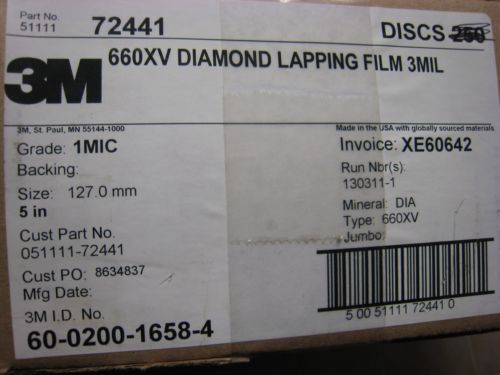 Part No.
51111 72441 DISCS 250
660XV DIAMOND LAPPING FILM 3MIL
3M
3M, St. Paul, MN 55144-1000 Made in the USA with globally sourced materials
Grade: 1MIC Invoice: XE60642
Backing: Run Nbr(s):
130311-1
Size: 127.0 mm Mineral: DIA
5 in Type: 660XV
Cust Part No. Jumbo:
051111-72441
Cust PO: 8634837
Mfg Date:
3M I.D. No.
60-0200-1658-4
5 00 51111 72441 0